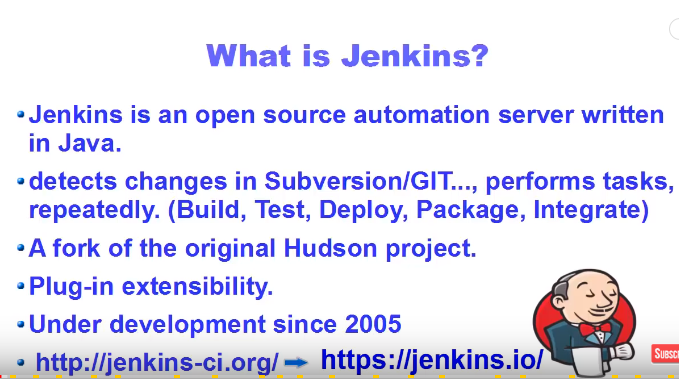 What is Jenkins?
Jenkins is an open source automation server written
in Java.
detects changes in Subversion/GIT..., performs tasks,
repeatedly. (Build, Test, Deploy, Package, Integrate)
A fork of the original Hudson project.
Plug-in extensibility.
Under development since 2005
http://jenkins-ci.org/ https://jenkins.io/